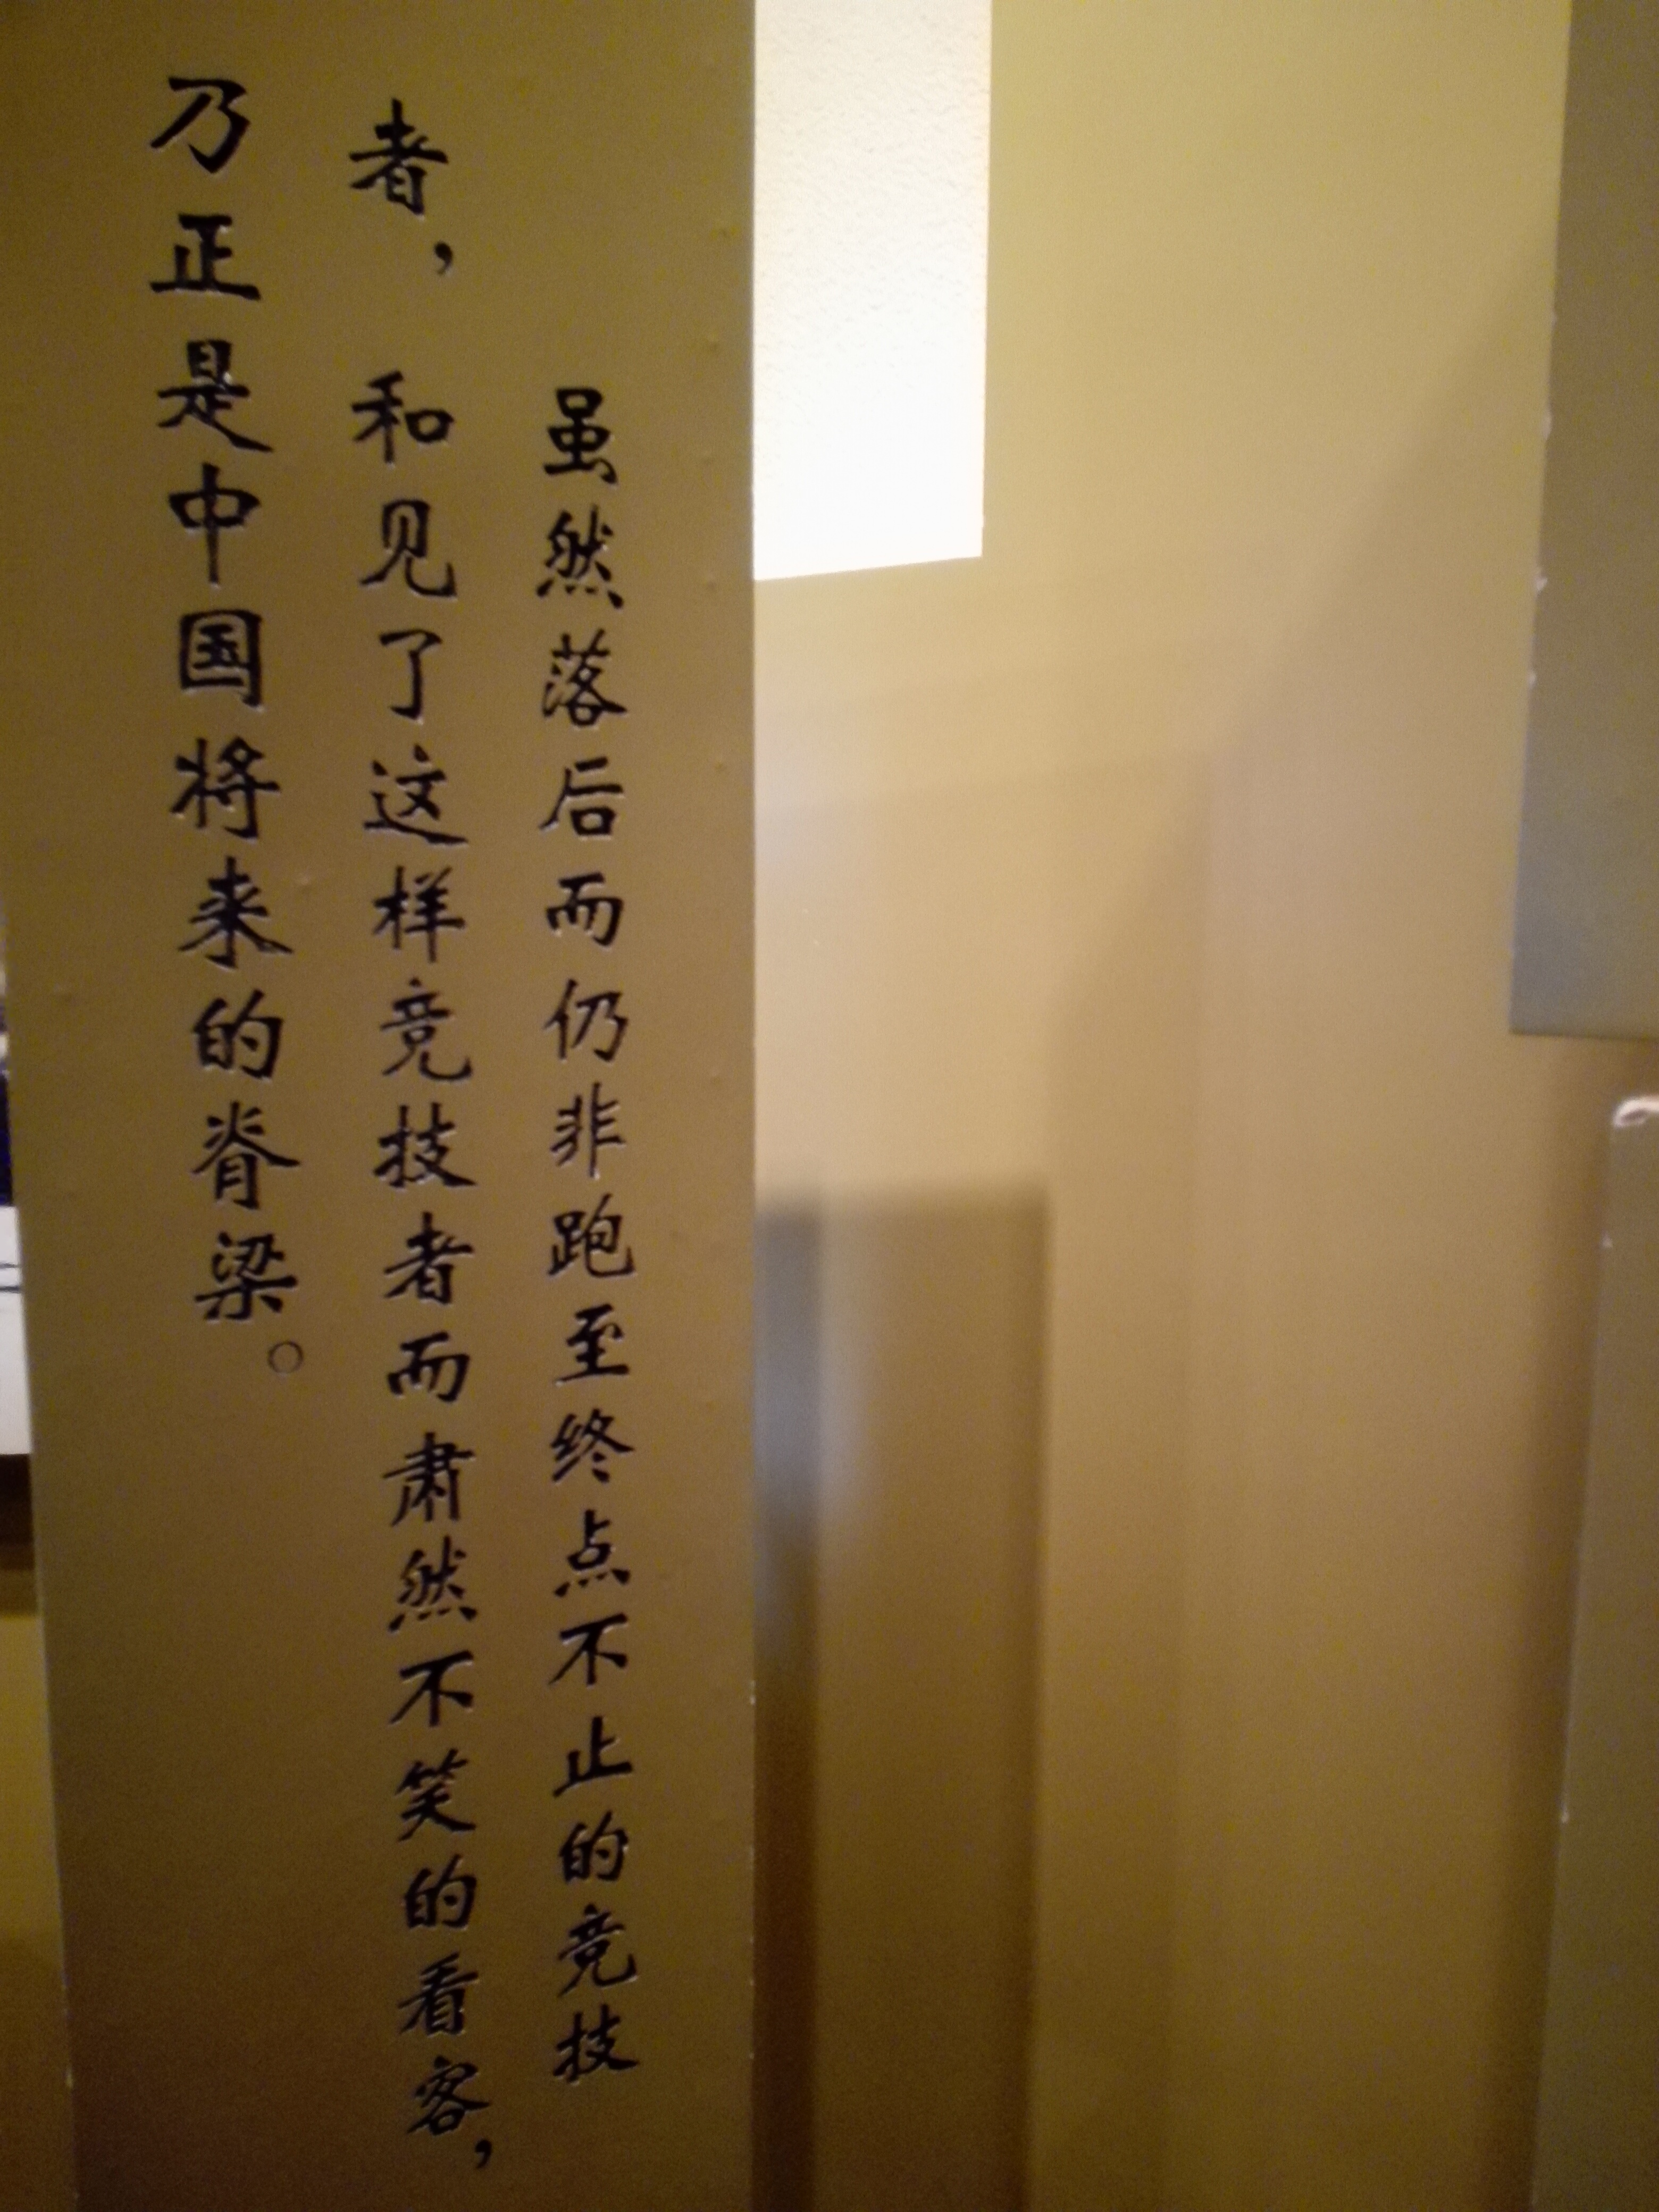 虽然落后而仍非跑至终点不止的竞技
者，和见了这样竞技者而肃然不笑的看客，
乃正是中国将来的脊梁。